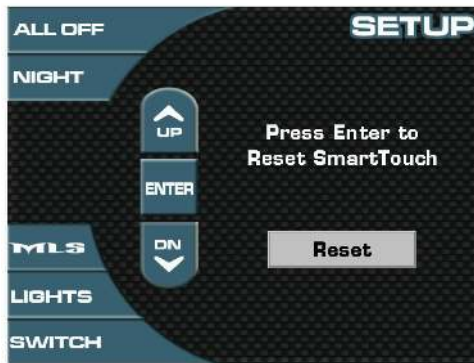 ALL OFF
SETUP
NIGHT
UP
Press Enter to
Reset SmartTouch
ENTER
DN
Reset
MLS
LIGHTS
SWITCH